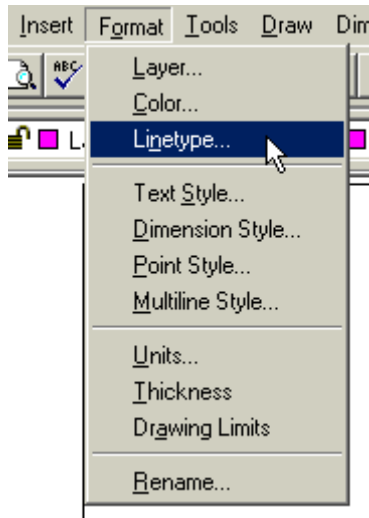 Insert Format Tools Draw Dim
ABC Layer...
Color...
L Linetype...
Text Style...
Dimension Style...
Point Style...
Multiline Style...
Units...
Thickness
Drawing Limits
Rename...